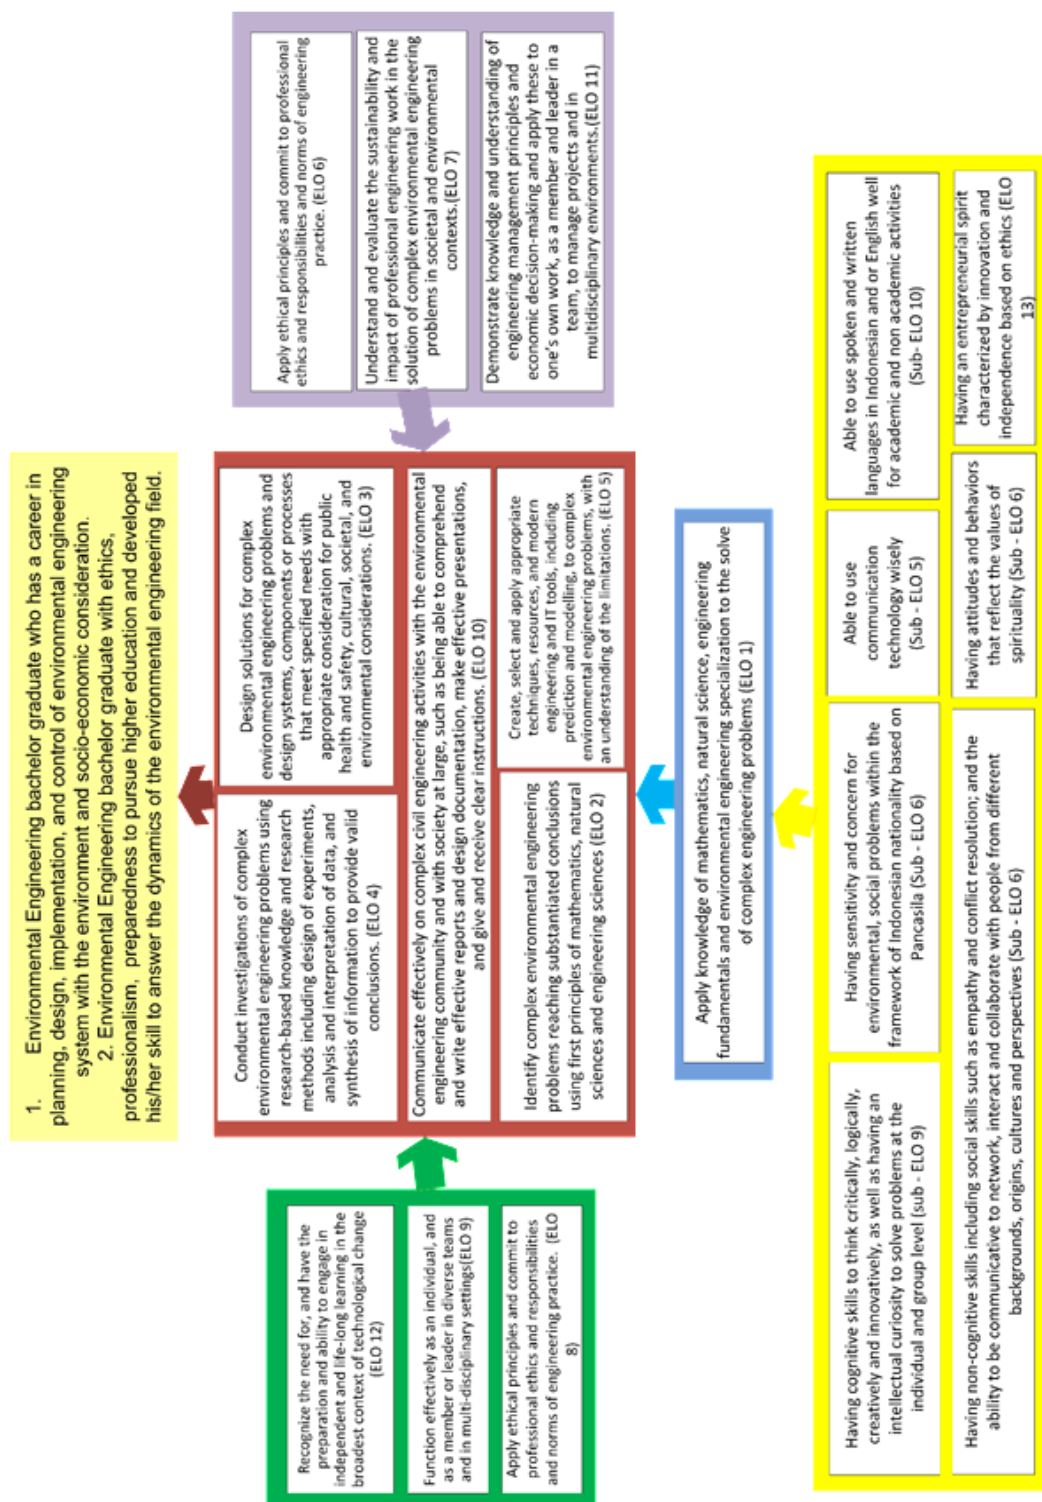 1. Environmental Engineering bachelor graduate who has a career in
planning, design, implementation, and control of environmental engineering
system with the environment and socio-economic consideration.
2. Environmental Engineering bachelor graduate with ethics,
professionalism, preparedness to pursue higher education and developed
his/her skill to answer the dynamics of the environmental engineering field.
Recognize the need for, and have the
preparation and ability to engage in
independent and life-long learning in the
broadest context of technological change
(ELO 12)
Function effectively as an individual, and
as a member or leader in diverse teams
and in multi-disciplinary settings(ELO 9)
Apply ethical principles and commit to
professional ethics and responsibilities
and norms of engineering practice. (ELO
8)
Conduct investigations of complex
environmental engineering problems using
research-based knowledge and research
methods including design of experiments,
analysis and interpretation of data, and
synthesis of information to provide valid
conclusions. (ELO 4)
Design solutions for complex
environmental engineering problems and
design systems, components or processes
that meet specified needs with
appropriate consideration for public
health and safety, cultural, societal, and
environmental considerations. (ELO 3)
Communicate effectively on complex civil engineering activities with the environmental
engineering community and with society at large, such as being able to comprehend
and write effective reports and design documentation, make effective presentations,
and give and receive clear instructions. (ELO 10)
Identify complex environmental engineering
problems reaching substantiated conclusions
using first principles of mathematics, natural
sciences and engineering sciences (ELO 2)
Create, select and apply appropriate
techniques, resources, and modern
engineering and IT tools, including
prediction and modelling, to complex
environmental engineering problems, with
an understanding of the limitations. (ELO 5)
Apply ethical principles and commit to professional
ethics and responsibilities and norms of engineering
practice. (ELO 6)
Understand and evaluate the sustainability and
impact of professional engineering work in the
solution of complex environmental engineering
problems in societal and environmental
contexts.(ELO 7)
Demonstrate knowledge and understanding of
engineering management principles and
economic decision-making and apply these to
one's own work, as a member and leader in a
team, to manage projects and in
multidisciplinary environments.(ELO 11)
Apply knowledge of mathematics, natural science, engineering
fundamentals and environmental engineering specialization to the solve
of complex engineering problems (ELO 1)
Having cognitive skills to think critically, logically,
creatively and innovatively, as well as having an
intellectual curiosity to solve problems at the
individual and group level (sub - ELO 9)
Having sensitivity and concern for
environmental, social problems within the
framework of Indonesian nationality based on
Pancasila (Sub - ELO 6)
Able to use
communication
technology wisely
(Sub - ELO 5)
Able to use spoken and written
languages in Indonesian and or English well
for academic and non academic activities
(Sub- ELO 10)
Having non-cognitive skills including social skills such as empathy and conflict resolution; and the
ability to be communicative to network, interact and collaborate with people from different
backgrounds, origins, cultures and perspectives (Sub - ELO 6)
Having attitudes and behaviors
that reflect the values of
spirituality (Sub - ELO 6)
Having an entrepreneurial spirit
characterized by innovation and
independence based on ethics (ELO
13)